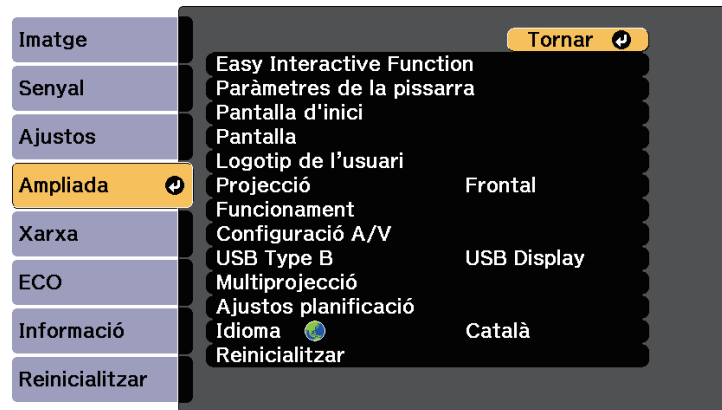 Imatge
Senyal
Ajustos
Ampliada
Xarxa
ECO
Informació
Reinicialitzar
Tornar
Easy Interactive Function
Paràmetres de la pissarra
Pantalla d'inici
Pantalla
Logotip de l’usuari
Projecció Frontal
Funcionament
Configuració A/V
USB Type B USB Display
Multiprojecció
Ajustos planificació
Idioma Català
Reinicialitzar